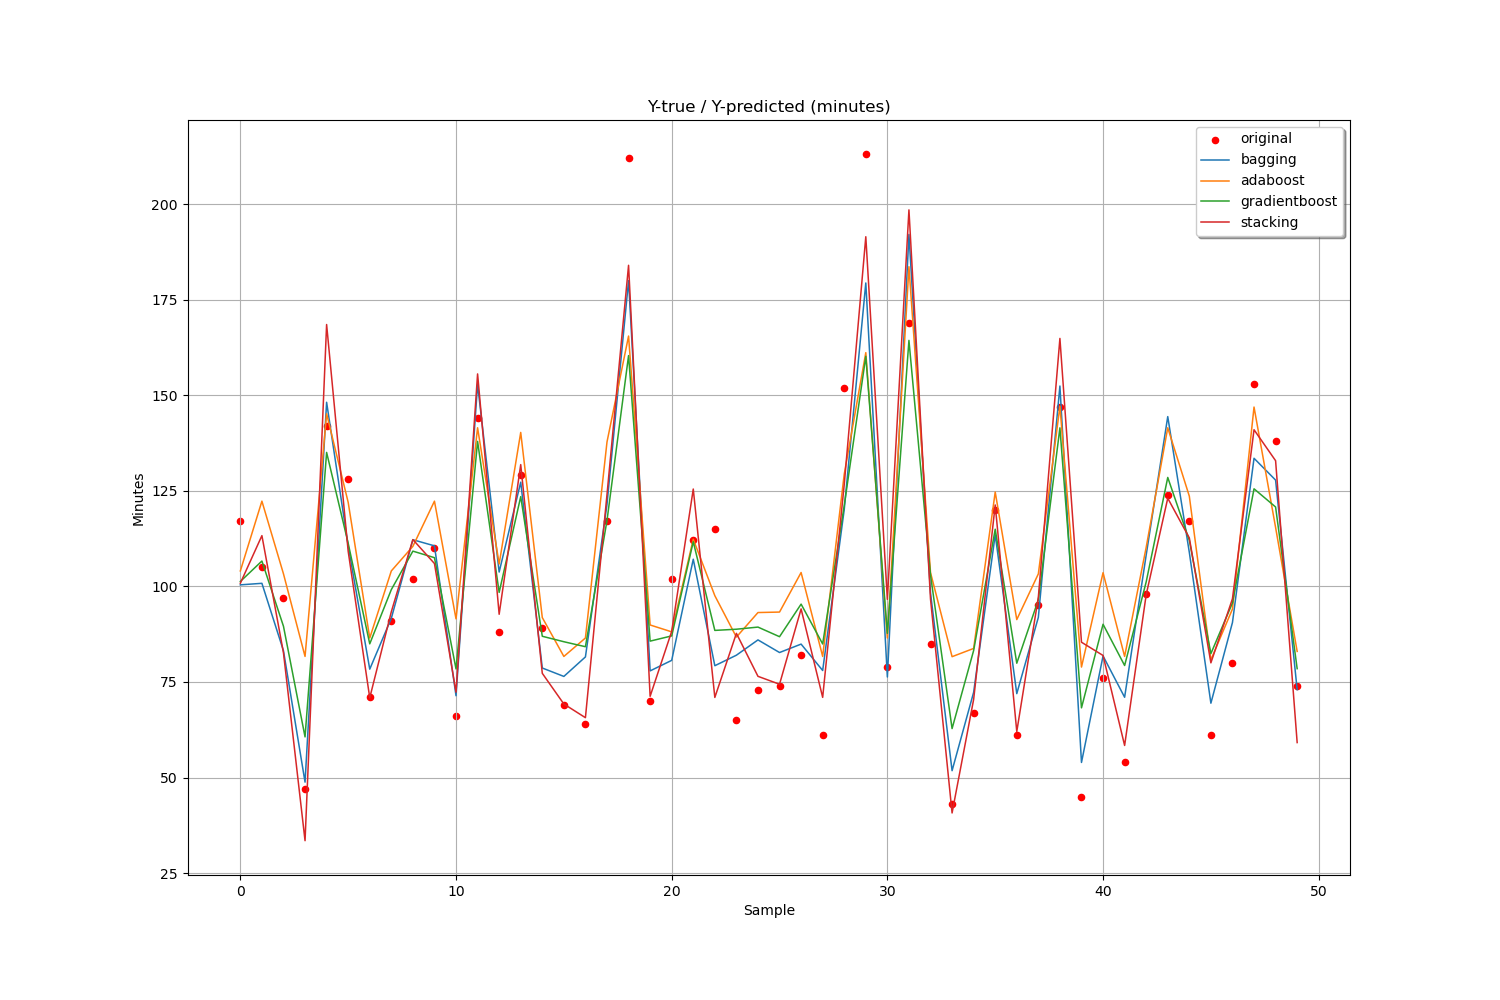 Y-true / Y-predicted (minutes)
original
bagging
adaboost
gradientboost
stacking
200
175
150
125
100
75
50
25
Minutes
0 10 20 30 40 50
Sample